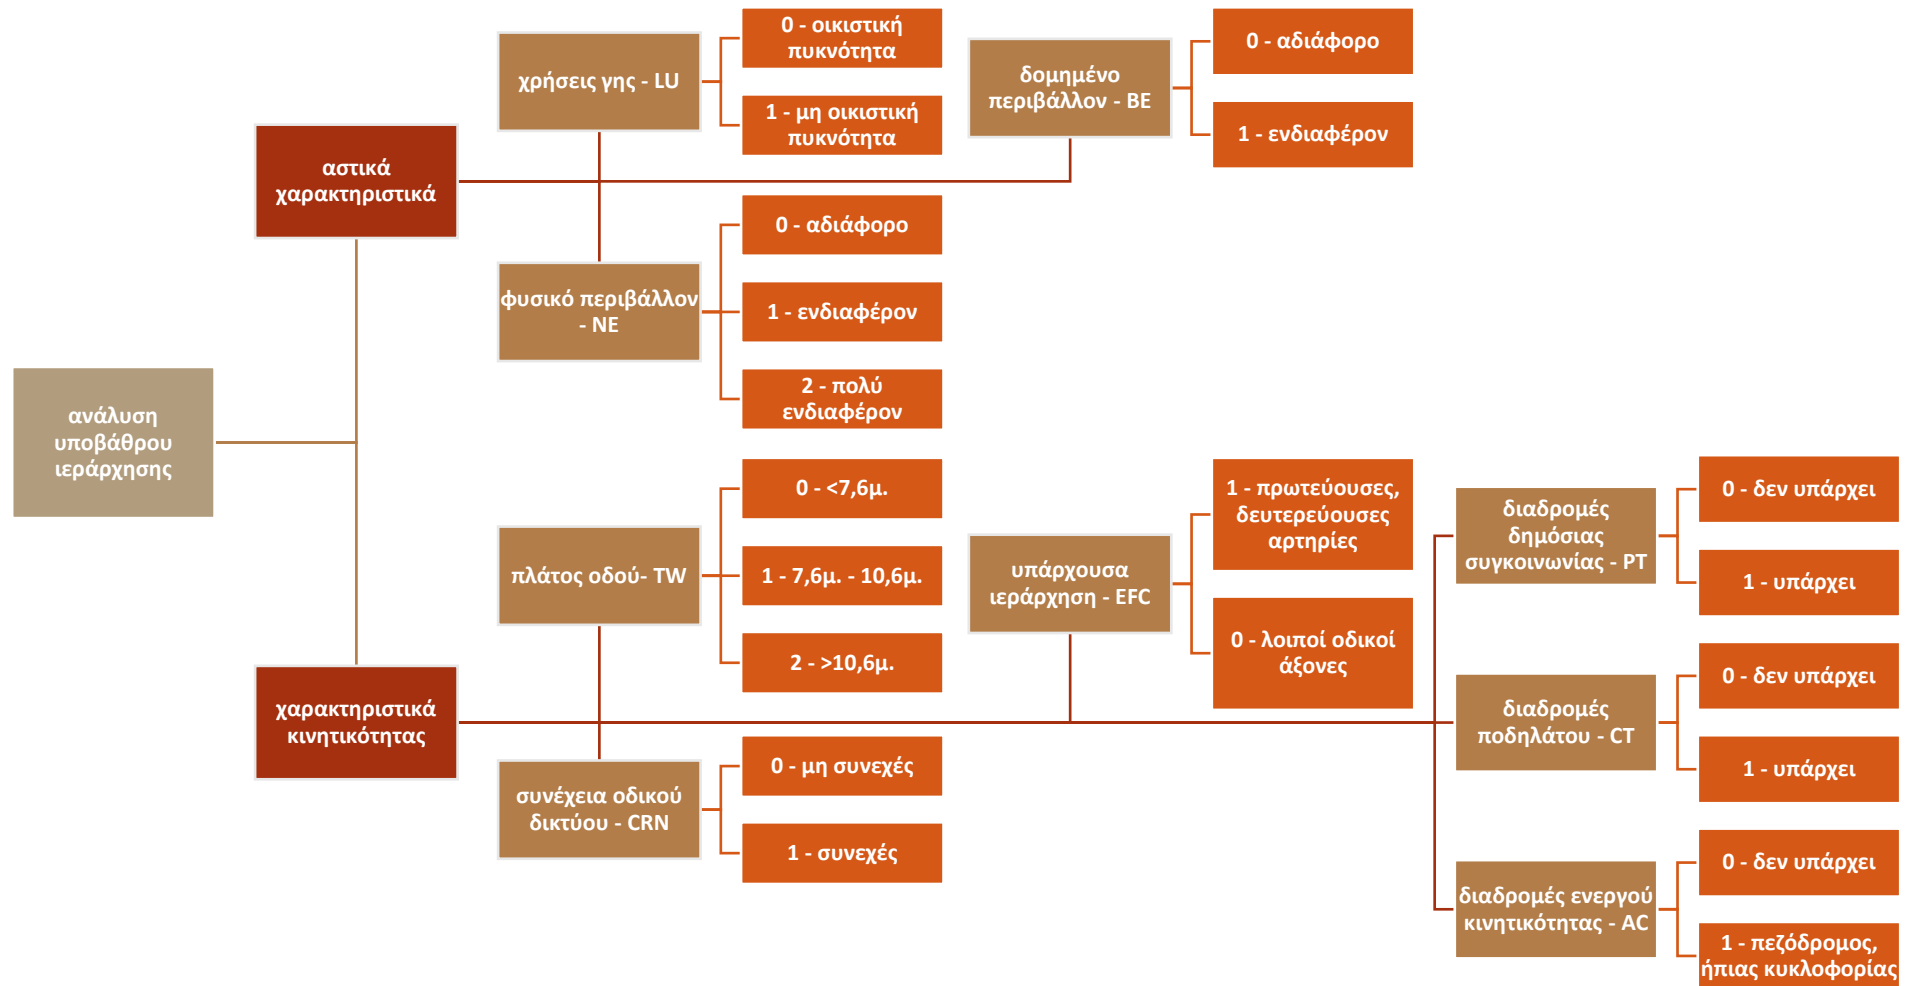 ανάλυση
υποβάθρου
ιεράρχησης
αστικά
χαρακτηριστικά
χρήσεις γης - LU
0 - οικιστική
πυκνότητα
1 - μη οικιστική
πυκνότητα
φυσικό περιβάλλον
- NE
0 - αδιάφορο
1 - ενδιαφέρον
2 - πολύ
ενδιαφέρον
δομημένο
περιβάλλον - BE
0 - αδιάφορο
1 - ενδιαφέρον
χαρακτηριστικά
κινητικότητας
πλάτος οδού- TW
0 - <7,6μ.
1 - 7,6μ. - 10,6μ.
2 - >10,6μ.
συνέχεια οδικού
δικτύου - CRN
0 - μη συνεχές
1 - συνεχές
υπάρχουσα
ιεράρχηση - EFC
1 - πρωτεύουσες,
δευτερεύουσες
αρτηρίες
0 - λοιποί οδικοί
άξονες
διαδρομές
δημόσιας
συγκοινωνίας - PT
0 - δεν υπάρχει
1 - υπάρχει
διαδρομές
ποδηλάτου - CT
0 - δεν υπάρχει
1 - υπάρχει
διαδρομές ενεργού
κινητικότητας - AC
0 - δεν υπάρχει
1 - πεζόδρομος,
ήπιας κυκλοφορίας